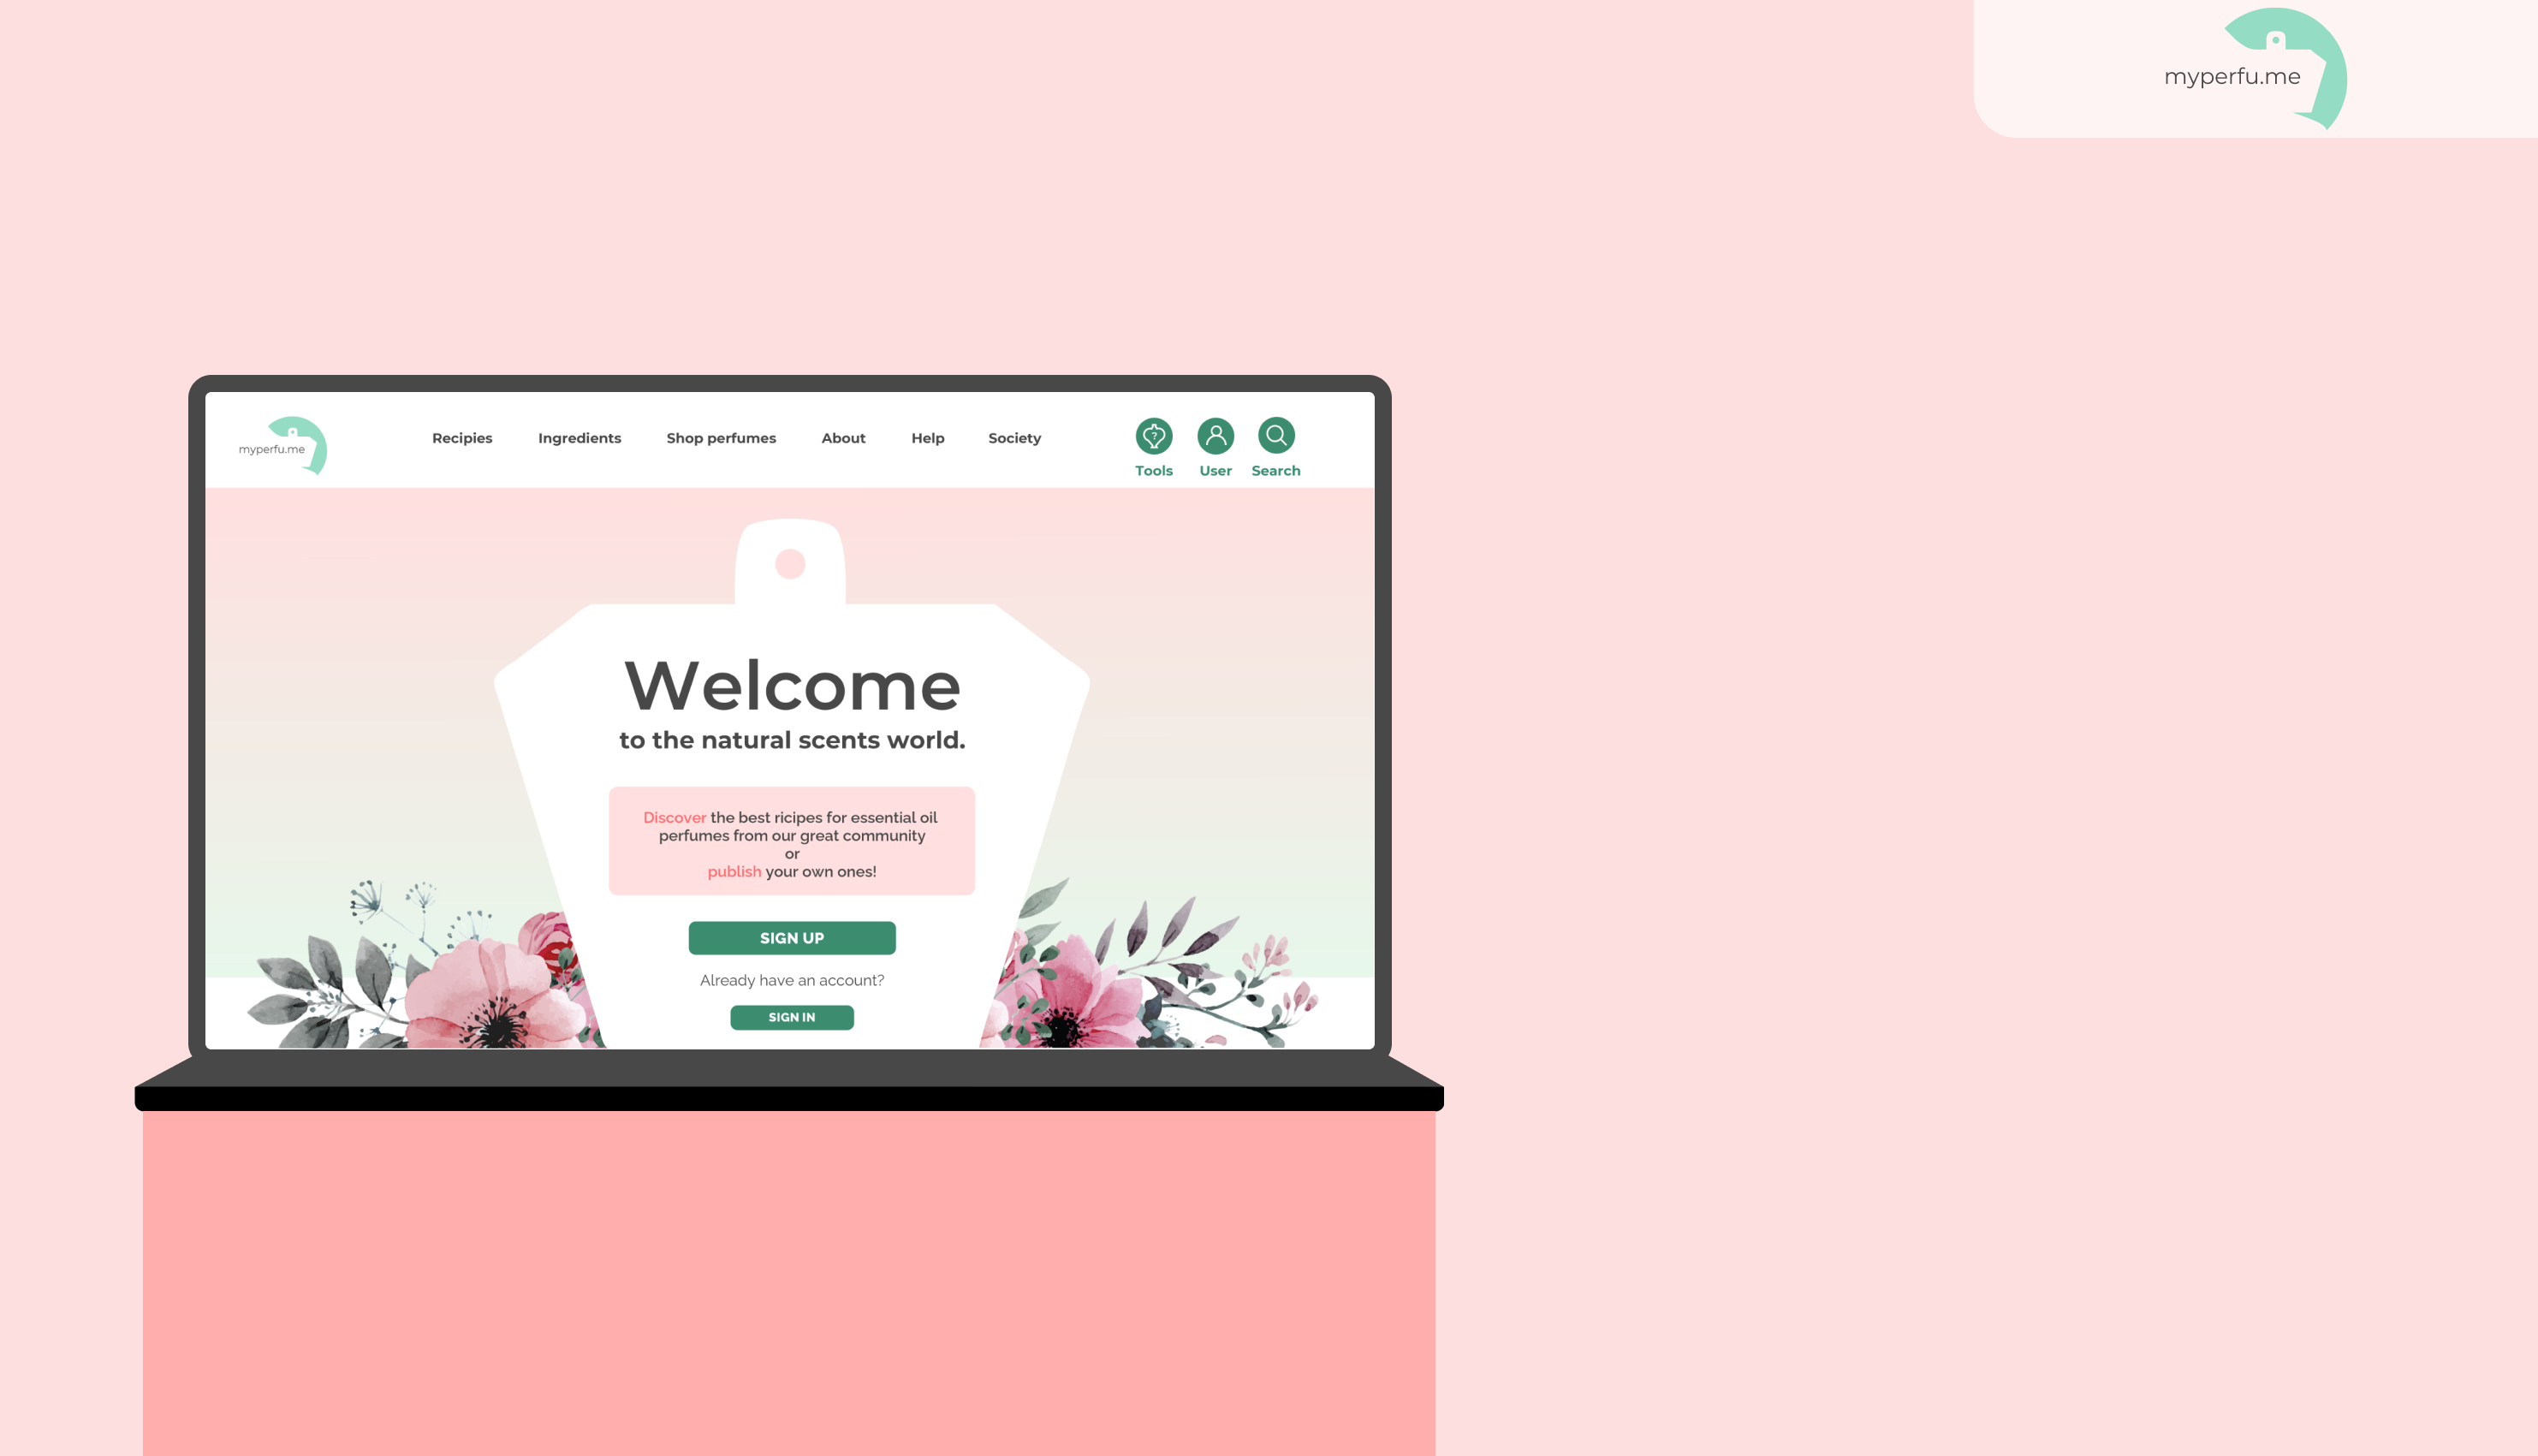 myperfu.me
myperfu.me
Recipies Ingredients Shop perfumes About Help Society
?
Tools User Search
Welcome
to the natural scents world.
Discover the best ricipes for essential oil
perfumes from our great community
or
publish your own ones!
SIGN UP
Already have an account?
SIGN IN